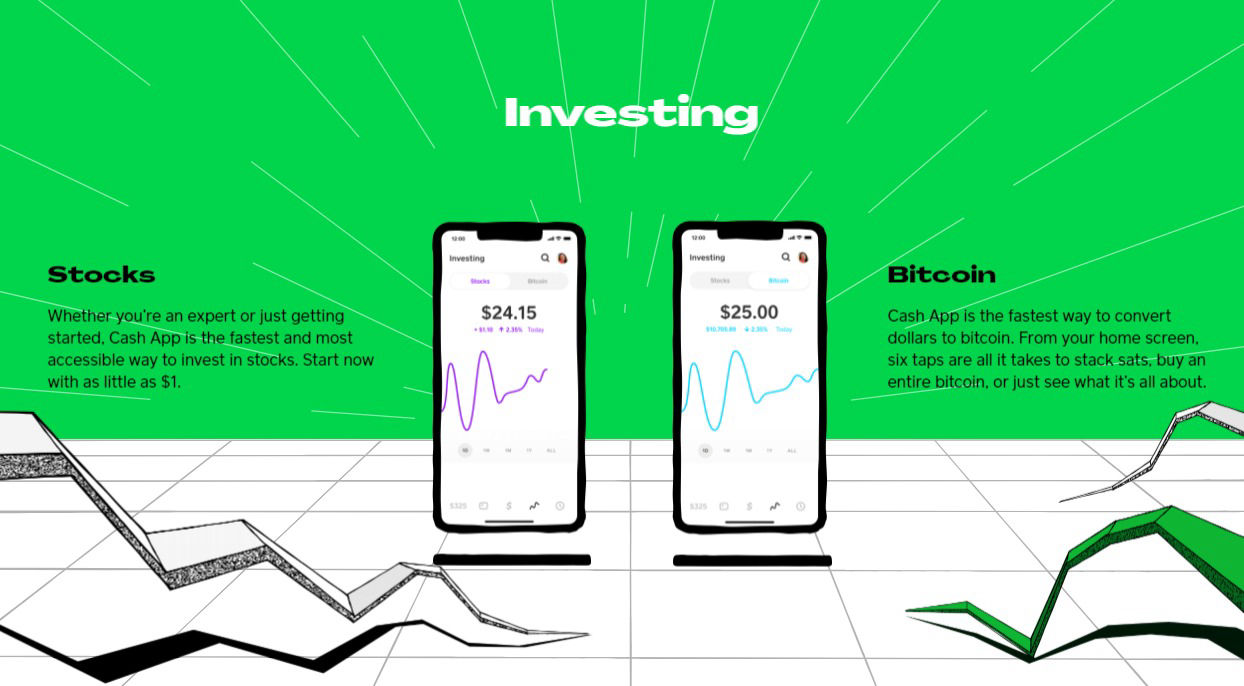 Investing
Stocks
Whether you're an expert or just getting
started, Cash App is the fastest and most
accessible way to invest in stocks. Start now
with as little as $1.
12:00
Investing
Stocks Bitcoin
$24.15
+ $1.10 ↑ 2.35% Today
1D 1W 1M 1Y ALL
$325 $
12:00
Investing
Stocks Bitcoin
$25.00
$10,705.99 2.35% Today
1D 1W 1M 1Y ALL
$325 $
Bitcoin
Cash App is the fastest way to convert
dollars to bitcoin. From your home screen,
six taps are all it takes to stack sats, buy an
entire bitcoin, or just see what it's all about.